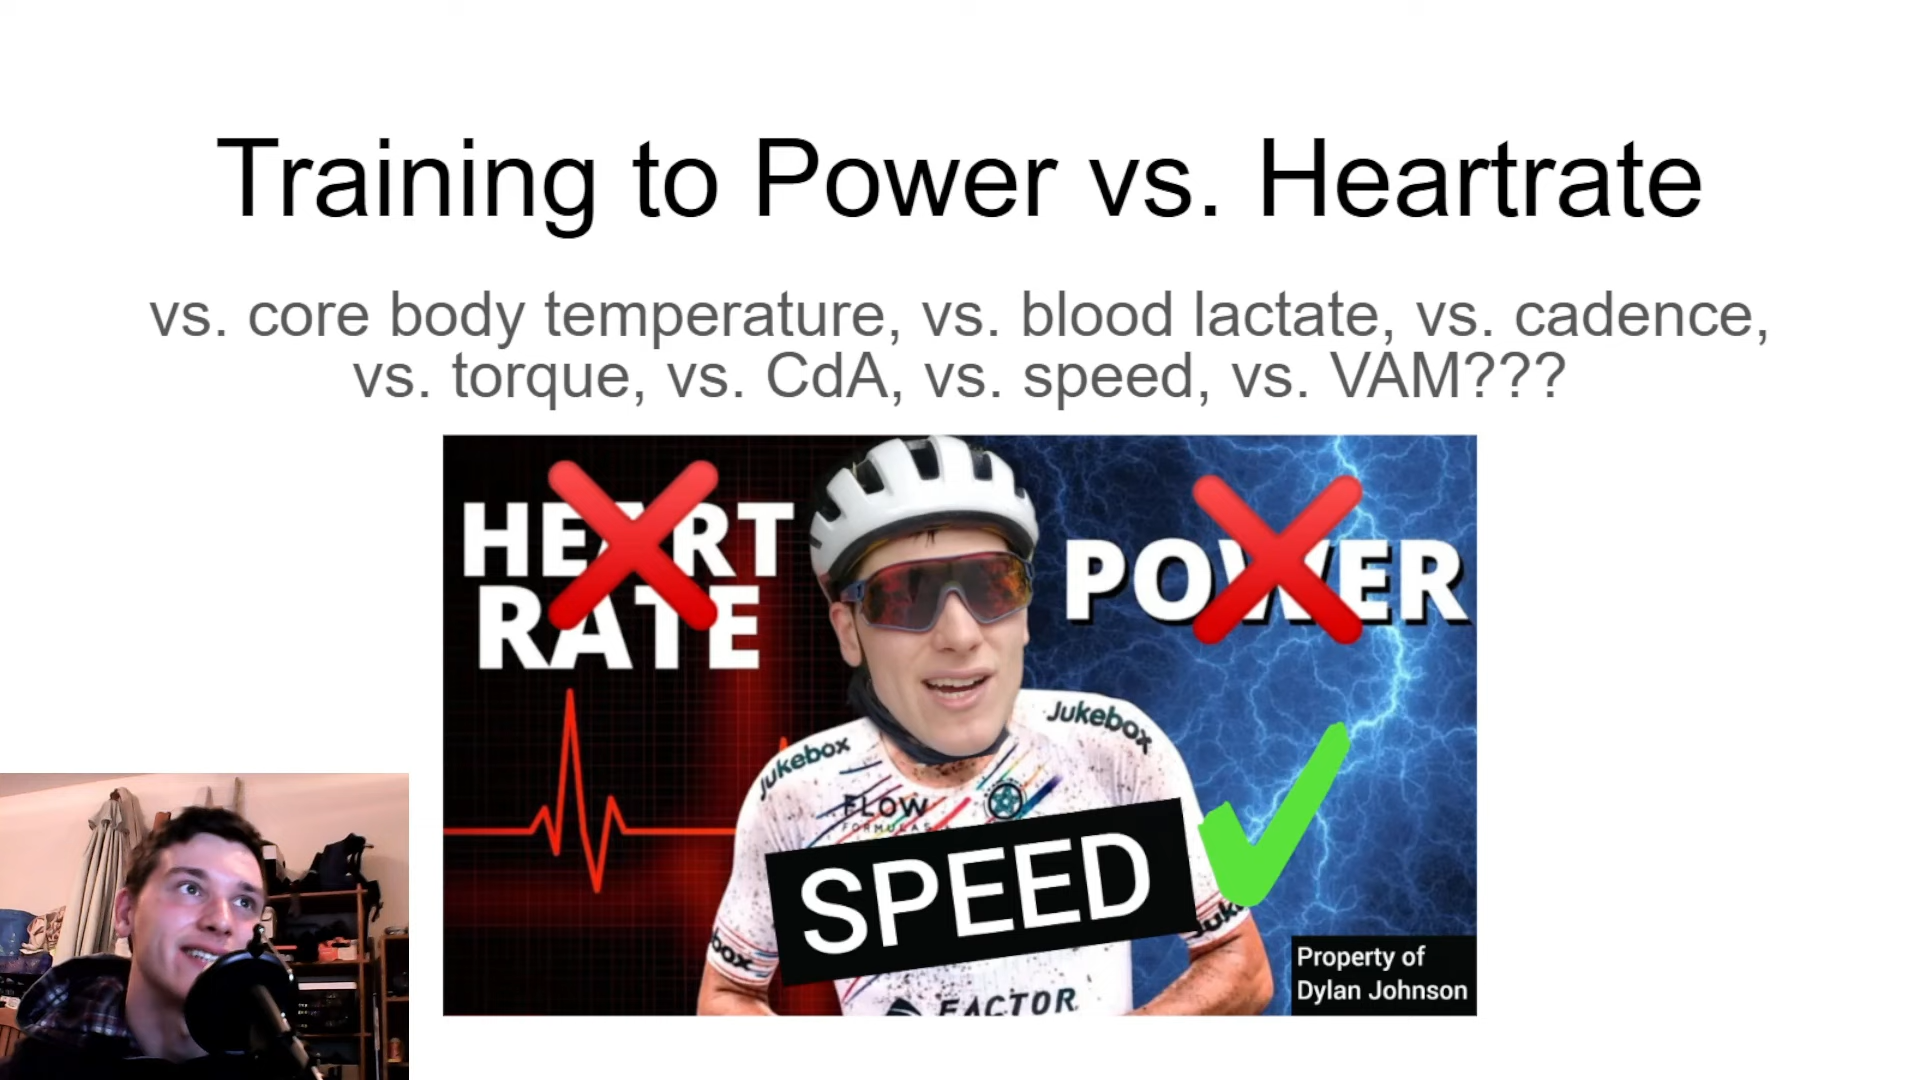 Training to Power vs. Heartrate
vs. core body temperature, vs. blood lactate, vs. cadence,
vs. torque, vs. CdA, vs. speed, vs. VAM???
HEART
RATE
POWER
Jukebox
Jukebox
FLOW
FORMULAS
SPEED
FACTOR
Property of
Dylan Johnson